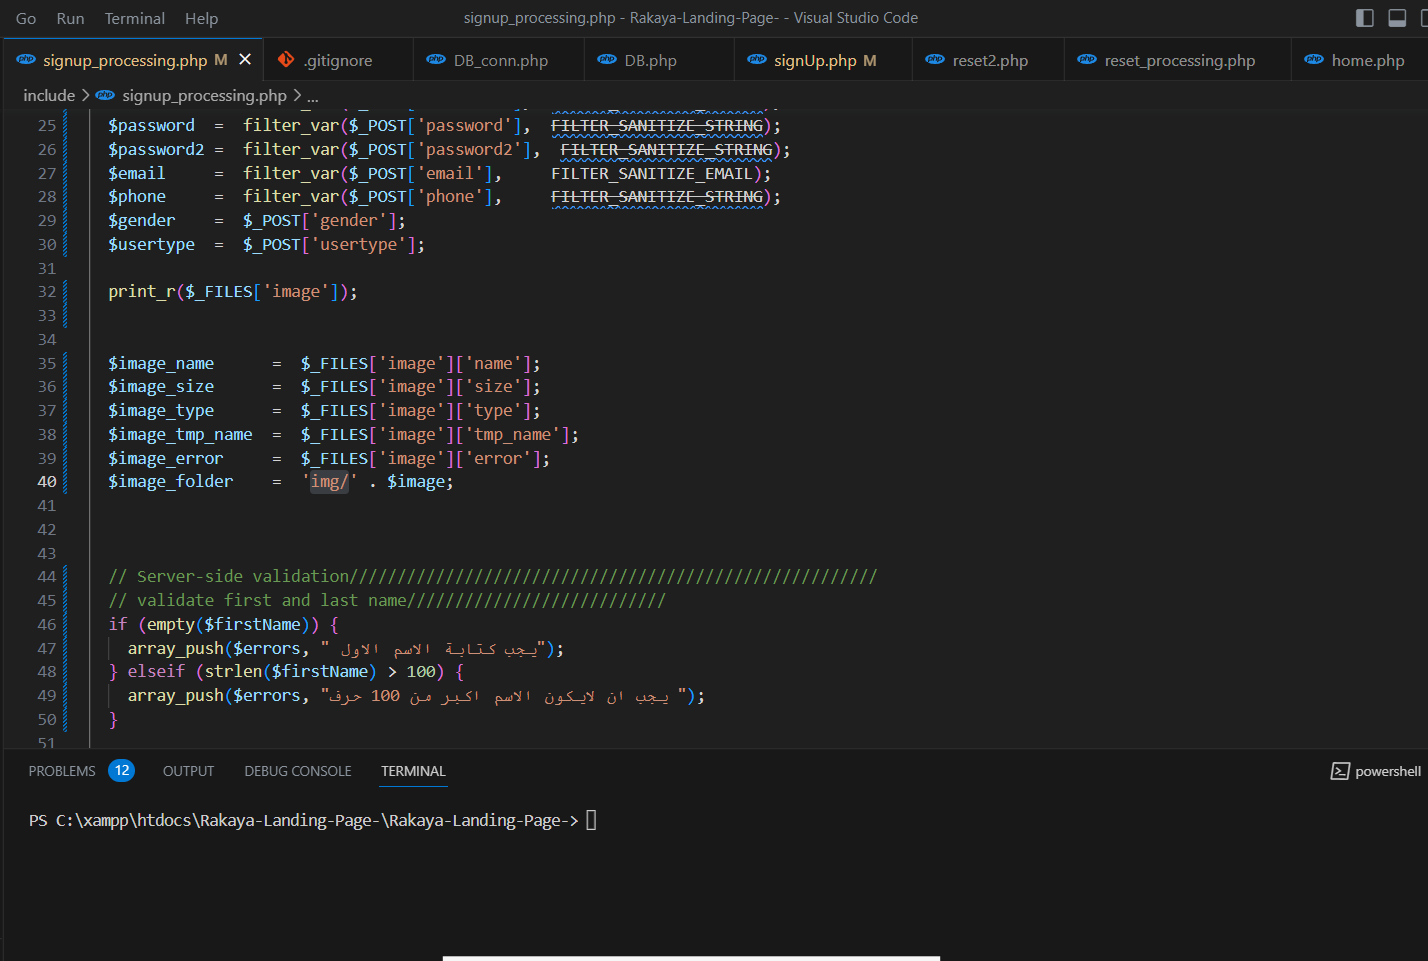 Go Run Terminal Help signup_processing.php - Rakaya-Landing-Page- - Visual Studio Code
signup_processing.php M .gitignore DB_conn.php DB.php signUp.php M reset2.php reset_processing.php home.php
include > signup_processing.php > ...
25 $password = filter_var($_POST['password'], FILTER_SANITIZE_STRING);
26 $password2 = filter_var($_POST['password2'], FILTER_SANITIZE_STRING);
27 $email = filter_var($_POST['email'], FILTER_SANITIZE_EMAIL);
28 $phone = filter_var($_POST['phone'], FILTER_SANITIZE_STRING);
29 $gender = $_POST['gender'];
30 $usertype = $_POST['usertype'];
31
32 print_r($_FILES['image']);
33
34
35 $image_name = $_FILES['image']['name'];
36 $image_size = $_FILES['image']['size'];
37 $image_type = $_FILES['image']['type'];
38 $image_tmp_name = $_FILES['image']['tmp_name'];
39 $image_error = $_FILES['image']['error'];
40 $image_folder = 'img/' . $image;
41
42
43
44 // Server-side validation///////////////////////////////////////////////////////
45 // validate first and last name///////////////////////////
46 if (empty($firstName)) {
47 array_push($errors, " يجب كتابة الاسم الاول");
48 } elseif (strlen($firstName) > 100) {
49 array_push($errors, "يجب ان لايكون الاسم اكبر من 100 حرف ");
50 }
51
PROBLEMS 12 OUTPUT DEBUG CONSOLE TERMINAL powershell
PS C:\xampp\htdocs\Rakaya-Landing-Page-\Rakaya-Landing-Page->